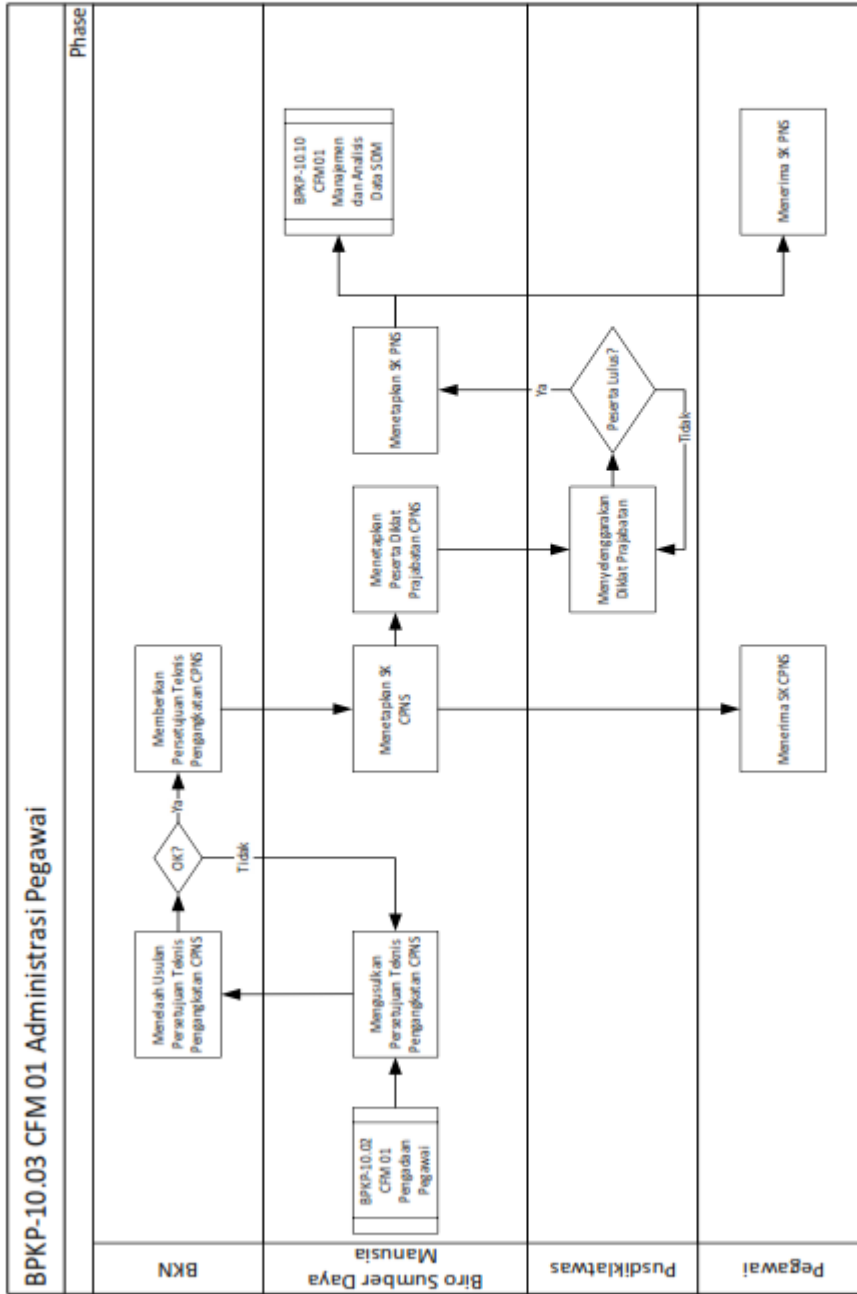 BPKP-10.03 CFM 01 Administrasi Pegawai
Phase
BKN
Menelaah Usulan
Persetujuan Teknis
Pengangkatan CPNS
OK?
Ya
Tidak
Memberikan
Persetujuan Teknis
Pengangkatan CPNS
Biro Sumber Daya
Manusia
BPKP-10.02
CFM 01
Pengadaan
Pegawai
Mengusulkan
Persetujuan Teknis
Pengangkatan CPNS
Menetapkan SK
CPNS
Menetapkan
Peserta Diklat
Prajabatan CPNS
Menetapkan SK PNS
BPKP-10.10
CFM 01
Manajemen
dan Analisis
Data SDM
Pusdiklatwas
Menyelenggarakan
Diklat Prajabatan
Peserta Lulus?
Ya
Tidak
Pegawai
Menerima SK CPNS
Menerima SK PNS